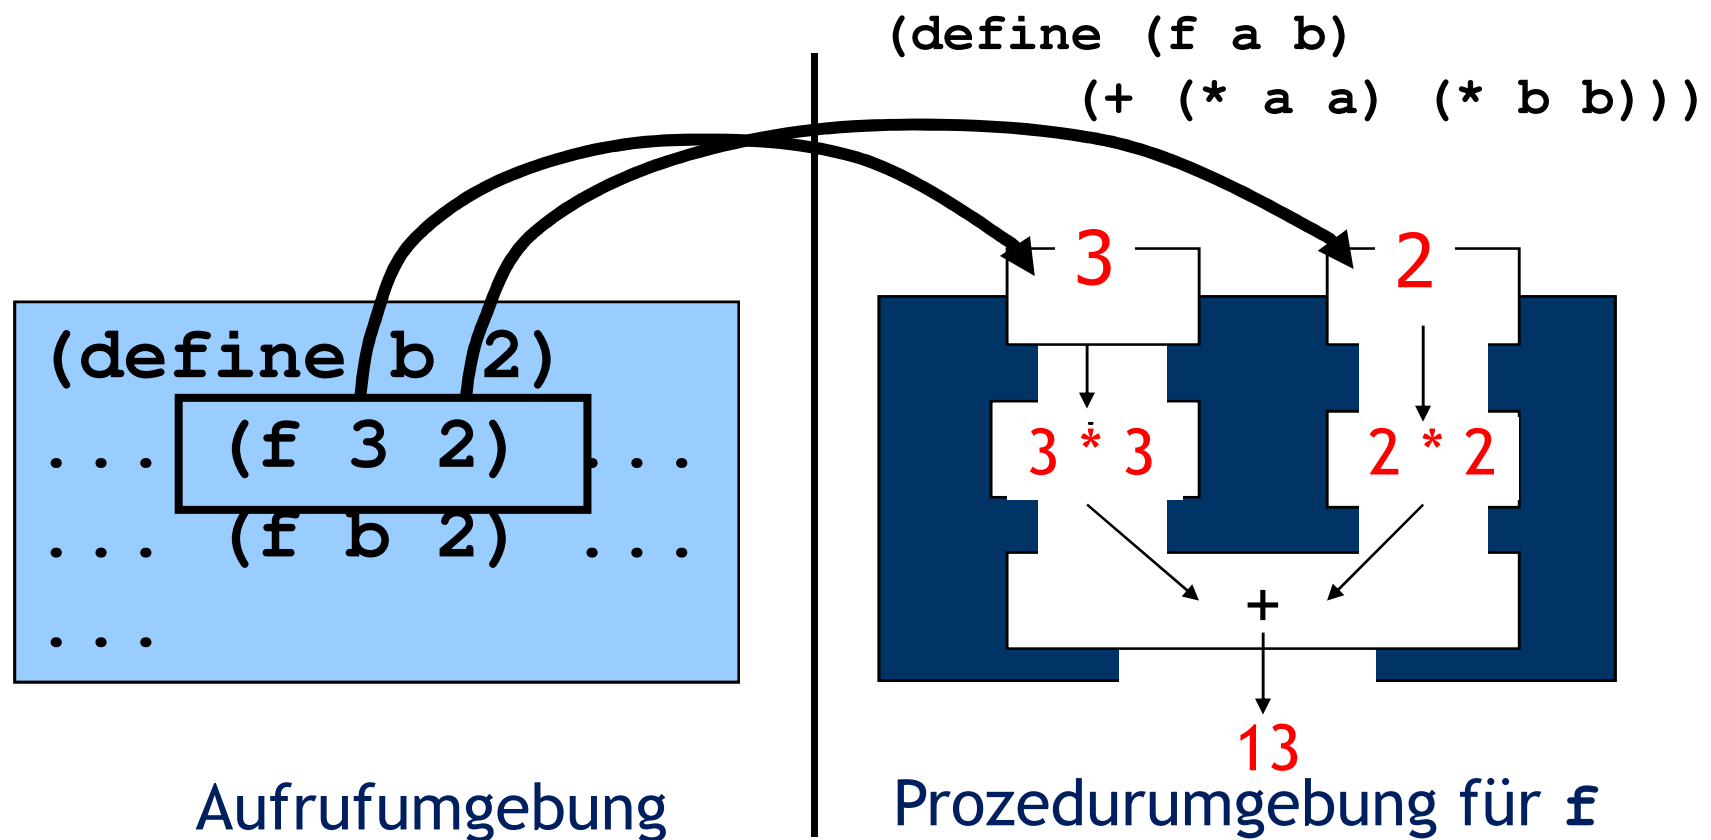 (define (f a b)
(+ (* a a) (* b b)))
(define b 2)
... (f 3 2) ...
... (f b 2) ...
...
Aufrufumgebung
3 2
3 * 3 2 * 2
+
13
Prozedurumgebung für f